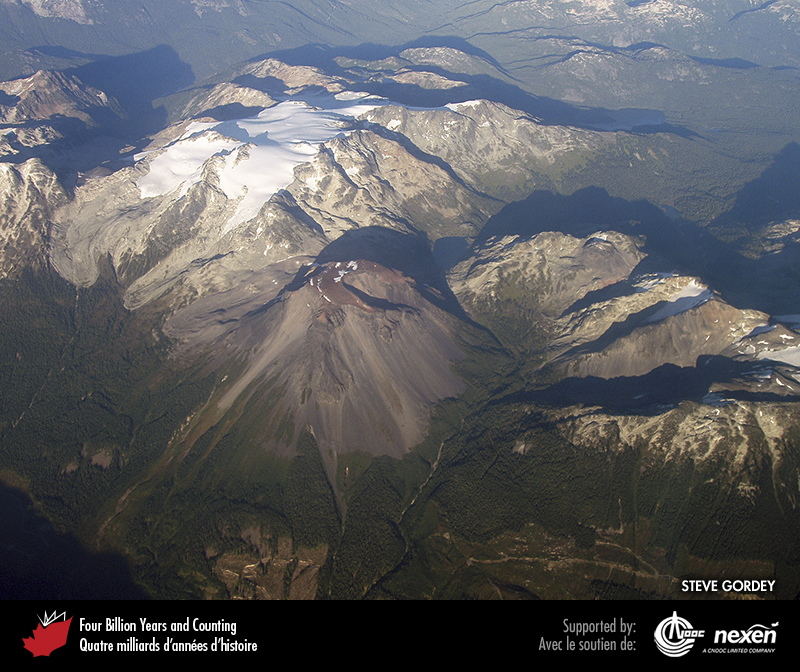 STEVE GORDEY
Four Billion Years and Counting
Quatre milliards d'années d'histoire
Supported by:
Avec le soutien de:
CNOOC
nexen
A CNOOC LIMITED COMPANY